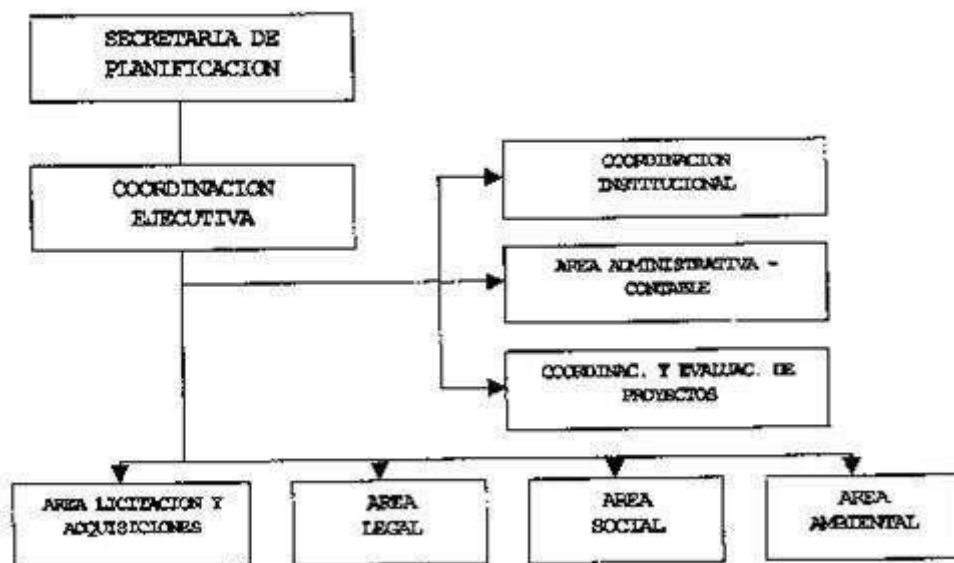 SECRETARIA DE
PLANIFICACION
COORDINACION
EJECUTIVA
COORDINACION
INSTITUCIONAL
AREA ADMINISTRATIVA -
CONTABLE
COORDINAC. Y EVALUAC. DE
PROYECTOS
AREA LICITACION Y
ACQUISICIONES
AREA
LEGAL
AREA
SOCIAL
AREA
AMBIENTAL